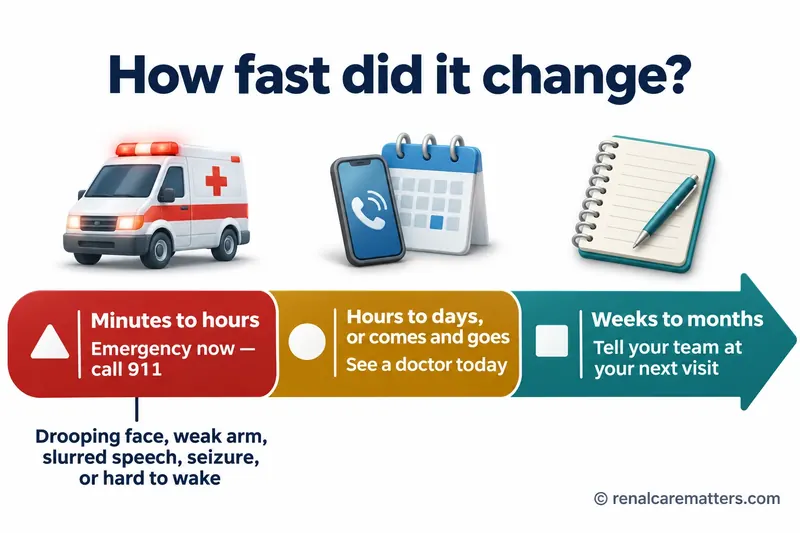 How fast did it change?
Minutes to hours
Emergency now —
call 911
Hours to days,
or comes and goes
See a doctor today
Weeks to months
Tell your team at
your next visit
Drooping face, weak arm,
slurred speech, seizure,
or hard to wake
© renalcarematters.com